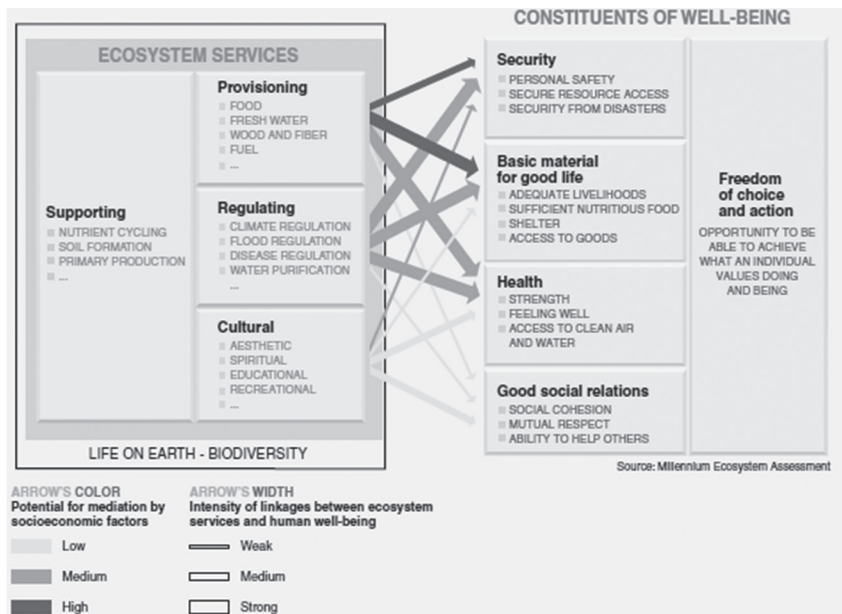 CONSTITUENTS OF WELL-BEING
ECOSYSTEM SERVICES
Supporting
NUTRIENT CYCLING
SOIL FORMATION
PRIMARY PRODUCTION
...
Provisioning
FOOD
FRESH WATER
WOOD AND FIBER
FUEL
...
Regulating
CLIMATE REGULATION
FLOOD REGULATION
DISEASE REGULATION
WATER PURIFICATION
...
Cultural
AESTHETIC
SPIRITUAL
EDUCATIONAL
RECREATIONAL
...
LIFE ON EARTH - BIODIVERSITY
Security
PERSONAL SAFETY
SECURE RESOURCE ACCESS
SECURITY FROM DISASTERS
Basic material
for good life
ADEQUATE LIVELIHOODS
SUFFICIENT NUTRITIOUS FOOD
SHELTER
ACCESS TO GOODS
Health
STRENGTH
FEELING WELL
ACCESS TO CLEAN AIR
AND WATER
Good social relations
SOCIAL COHESION
MUTUAL RESPECT
ABILITY TO HELP OTHERS
Freedom
of choice
and action
OPPORTUNITY TO BE
ABLE TO ACHIEVE
WHAT AN INDIVIDUAL
VALUES DOING
AND BEING
Source: Millennium Ecosystem Assessment
ARROW'S COLOR
Potential for mediation by
socioeconomic factors
Low
Medium
High
ARROW'S WIDTH
Intensity of linkages between ecosystem
services and human well-being
Weak
Medium
Strong